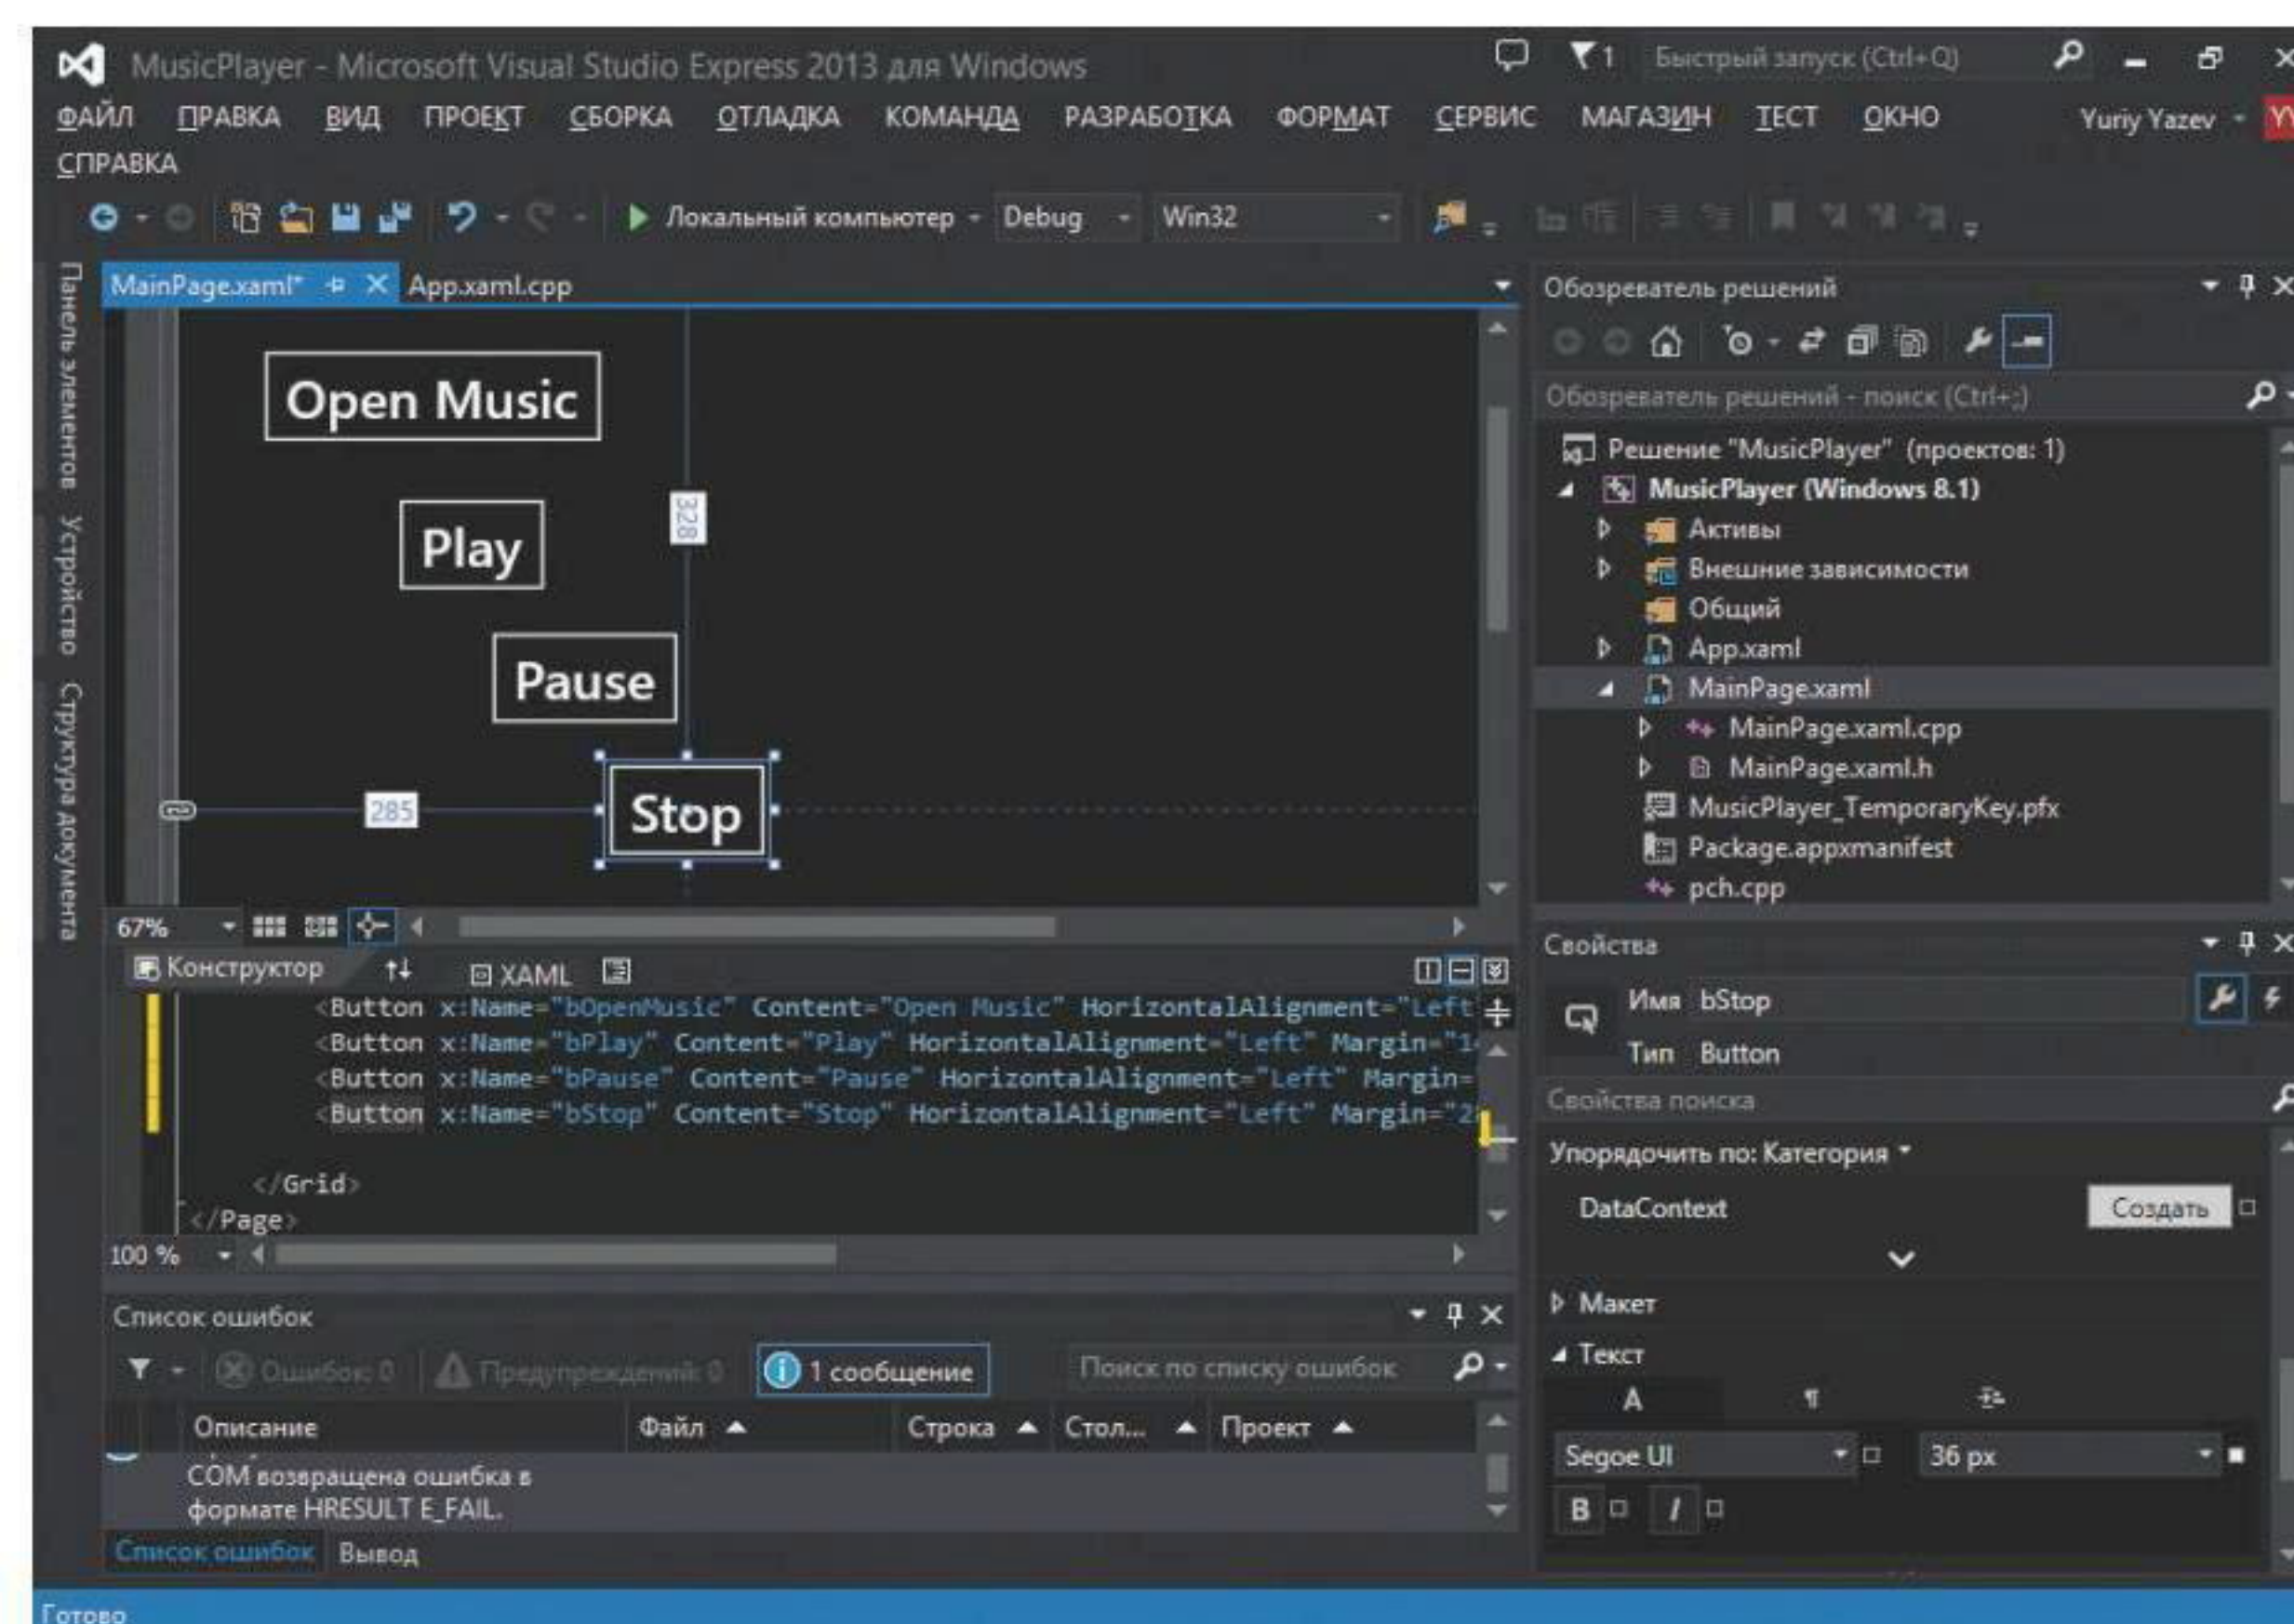 MusicPlayer - Microsoft Visual Studio Express 2013 для Windows
1
Быстрый запуск (Ctrl+Q)
ФАЙЛ ПРАВКА ВИД ПРОЕКТ СБОРКА ОТЛАДКА КОМАНДА РАЗРАБОТКА ФОРМАТ СЕРВИС МАГАЗИН ТЕСТ ОКНО
Yuriy Yazev
СПРАВКА
Локальный компьютер Debug Win32
Панель элементов
Устройство
Структура документа
MainPage.xaml* App.xaml.cpp
Open Music
Play
328
Pause
285
Stop
67%
Конструктор XAML
<Button x:Name="bOpenMusic" Content="Open Music" HorizontalAlignment="Left
<Button x:Name="bPlay" Content="Play" HorizontalAlignment="Left" Margin="14
<Button x:Name="bPause" Content="Pause" HorizontalAlignment="Left" Margin=
<Button x:Name="bStop" Content="Stop" HorizontalAlignment="Left" Margin="2
</Grid>
</Page>
100 %
Список ошибок
Ошибок: 0 Предупреждений: 0 1 сообщение Поиск по списку ошибок
Описание Файл Строка Стол... Проект
COM возвращена ошибка в
формате HRESULT E_FAIL.
Список ошибок Вывод
Готово
Обозреватель решений
Обозреватель решений - поиск (Ctrl+;)
Решение "MusicPlayer" (проектов: 1)
MusicPlayer (Windows 8.1)
Активы
Внешние зависимости
Общий
App.xaml
MainPage.xaml
MainPage.xaml.cpp
MainPage.xaml.h
MusicPlayer_TemporaryKey.pfx
Package.appxmanifest
pch.cpp
Свойства
Имя bStop
Тип Button
Свойства поиска
Упорядочить по: Категория
DataContext Создать
Макет
Текст
A ¶
Segoe UI 36 px
B I